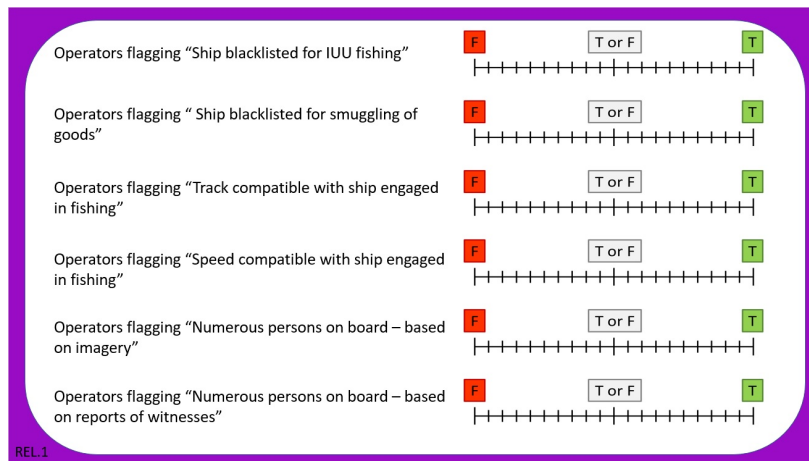 Operators flagging “Ship blacklisted for IUU fishing”
F T or F T
Operators flagging “ Ship blacklisted for smuggling of
goods”
F T or F T
Operators flagging “Track compatible with ship engaged
in fishing”
F T or F T
Operators flagging “Speed compatible with ship engaged
in fishing”
F T or F T
Operators flagging “Numerous persons on board – based
on imagery”
F T or F T
Operators flagging “Numerous persons on board – based
on reports of witnesses”
F T or F T
REL.1